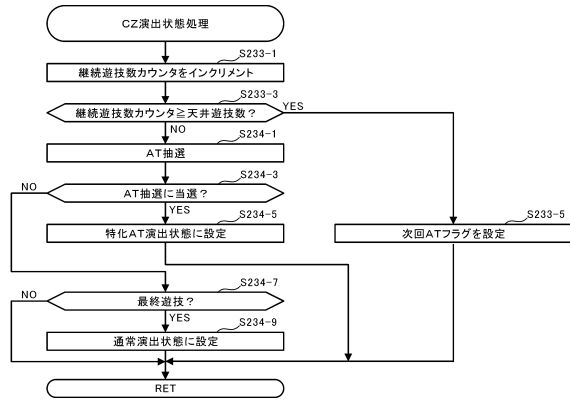 CZ演出状態処理
S233-1
継続遊技数カウンタをインクリメント
S233-3
継続遊技数カウンタ≧天井遊技数？
YES
NO
S234-1
AT抽選
S234-3
NO
AT抽選に当選？
YES
S234-5
特化AT演出状態に設定
S233-5
次回ATフラグを設定
S234-7
NO
最終遊技？
YES
S234-9
通常演出状態に設定
RET